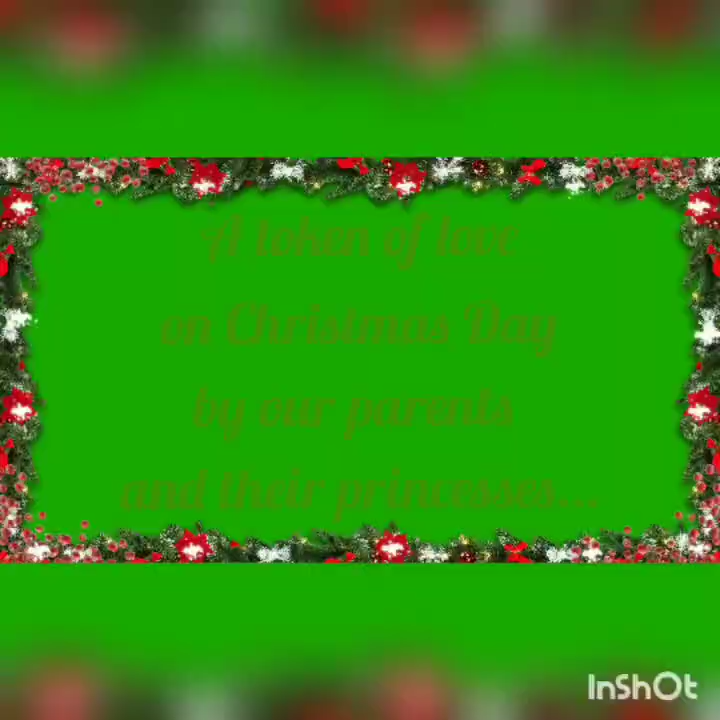 A token of love
on Christmas Day
by our parents
and their princesses...
InShOt